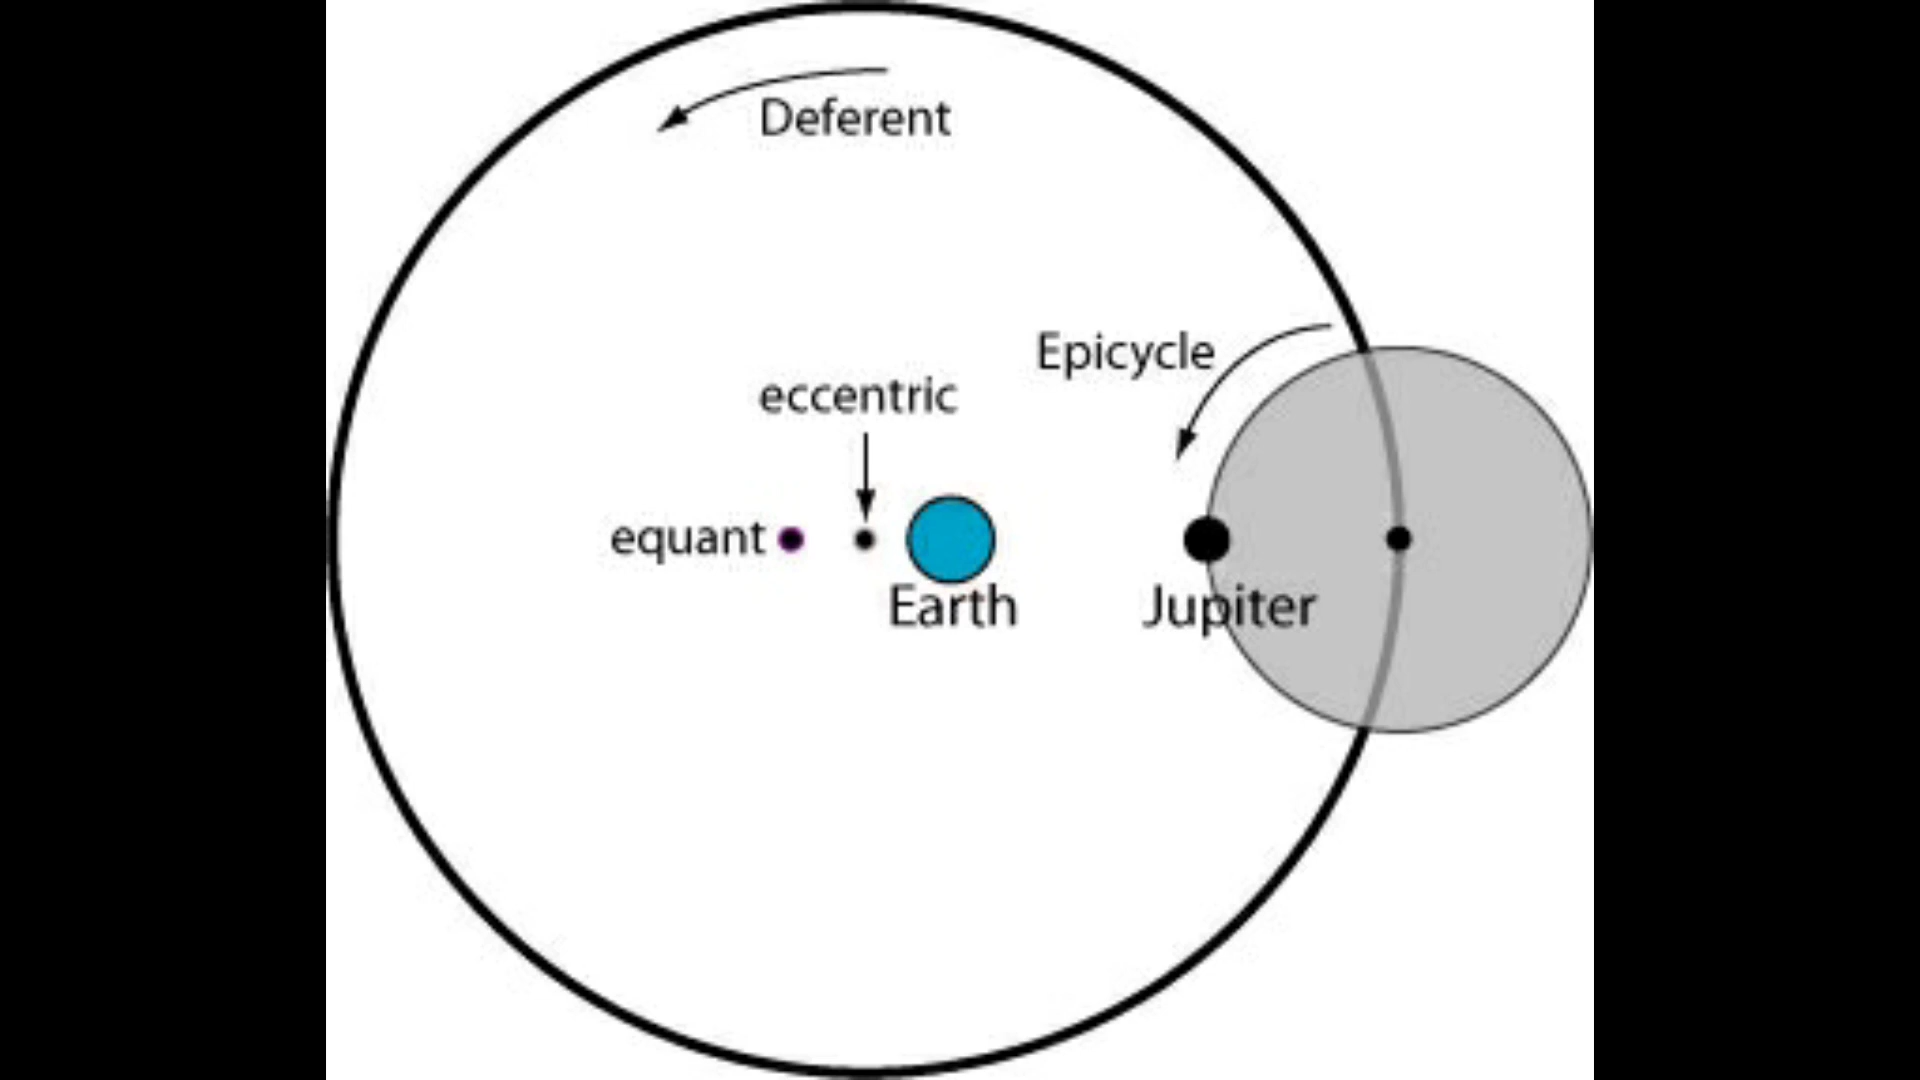 Deferent
Epicycle
eccentric
equant
Earth
Jupiter